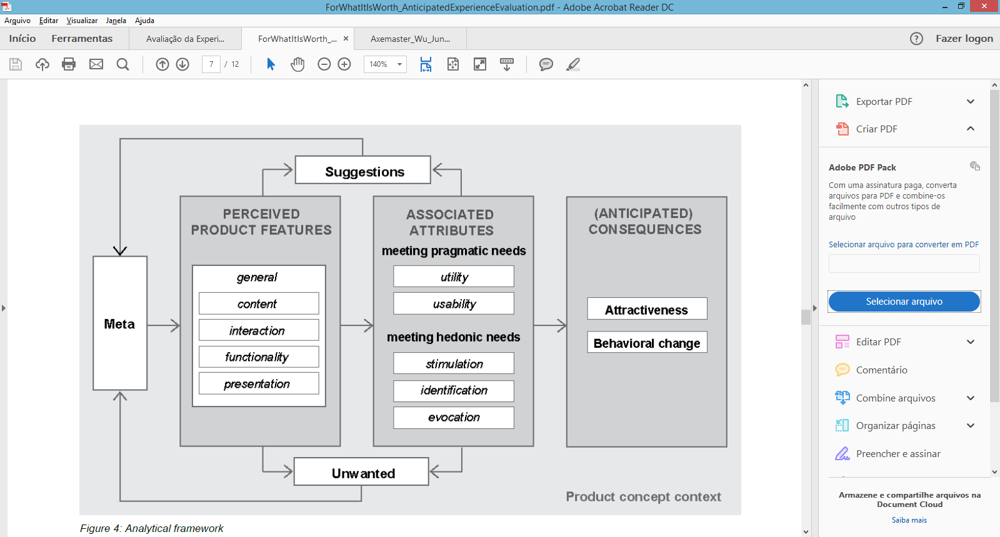 ForWhatItIsWorth_AnticipatedExperienceEvaluation.pdf - Adobe Acrobat Reader DC
Arquivo Editar Visualizar Janela Ajuda
Início Ferramentas Avaliação da Experi... ForWhatItIsWorth_... × Axemaster_Wu_Jun... ? Fazer logon
7 / 12 140%
Suggestions
PERCEIVED
PRODUCT FEATURES
general
content
interaction
functionality
presentation
ASSOCIATED
ATTRIBUTES
meeting pragmatic needs
utility
usability
meeting hedonic needs
stimulation
identification
evocation
(ANTICIPATED)
CONSEQUENCES
Attractiveness
Behavioral change
Meta
Unwanted
Product concept context
Figure 4: Analytical framework
Exportar PDF
Criar PDF
Adobe PDF Pack
Com uma assinatura paga, converta
arquivos para PDF e combine-os
facilmente com outros tipos de
arquivo
Selecionar arquivo para converter em PDF
Selecionar arquivo
Editar PDF
Comentário
Combine arquivos
Organizar páginas
Preencher e assinar
Armazene e compartilhe arquivos na
Document Cloud
Saiba mais